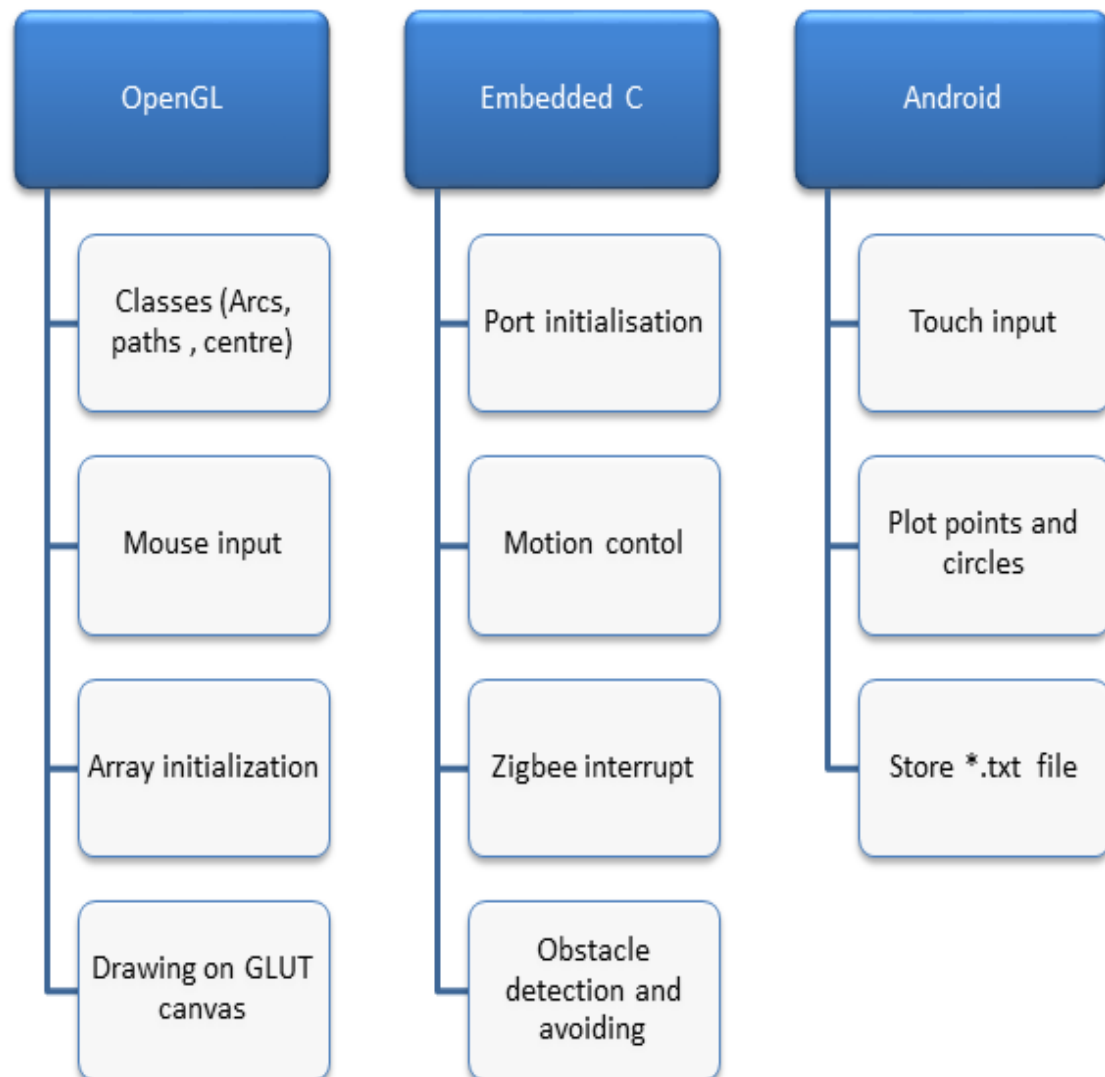 OpenGL
Classes (Arcs,
paths , centre)
Mouse input
Array initialization
Drawing on GLUT
canvas
Embedded C
Port initialisation
Motion contol
Zigbee interrupt
Obstacle
detection and
avoiding
Android
Touch input
Plot points and
circles
Store *.txt file